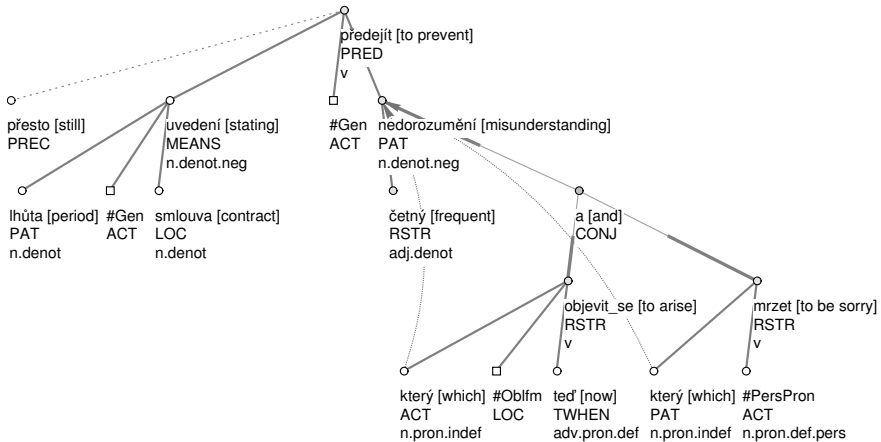 předejít [to prevent]
PRED
v
přesto [still]
PREC
uvedení [stating]
MEANS
n.denot.neg
#Gen
ACT
nedorozumění [misunderstanding]
PAT
n.denot.neg
lhůta [period]
PAT
n.denot
#Gen
ACT
smlouva [contract]
LOC
n.denot
četný [frequent]
RSTR
adj.denot
a [and]
CONJ
objevit_se [to arise]
RSTR
v
mrzet [to be sorry]
RSTR
v
který [which]
ACT
n.pron.indef
#Oblfm
LOC
teď [now]
TWHEN
adv.pron.def
který [which]
PAT
n.pron.indef
#PersPron
ACT
n.pron.def.pers